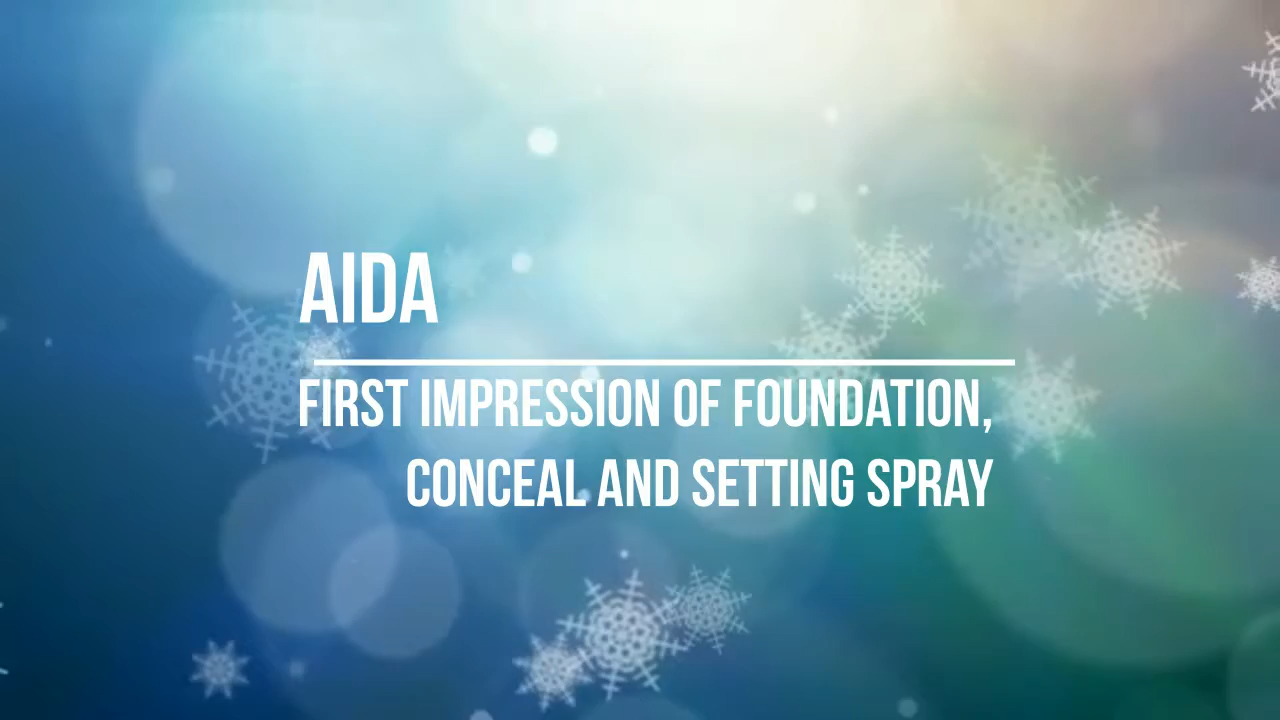 AIDA
FIRST IMPRESSION OF FOUNDATION,
CONCEAL AND SETTING SPRAY